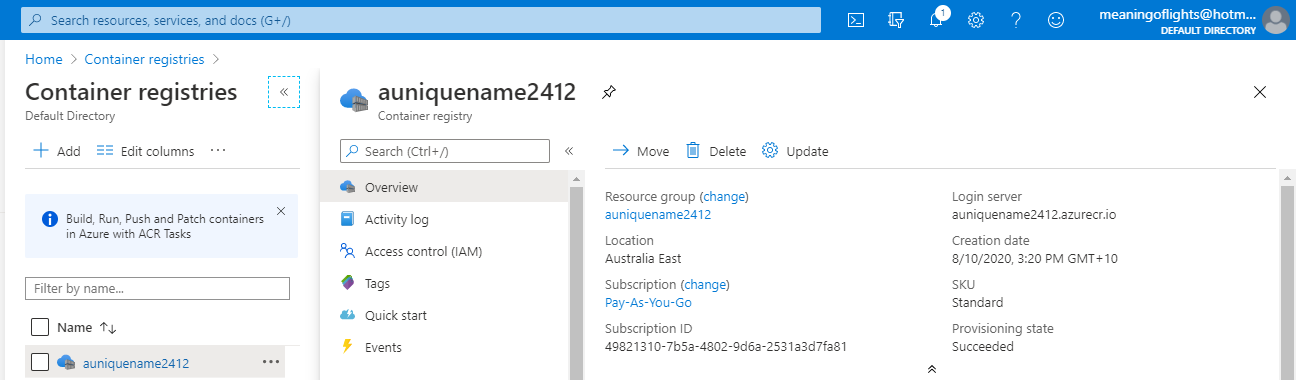 Search resources, services, and docs (G+/)
1
meaningoflights@hotm...
DEFAULT DIRECTORY
Home > Container registries >
Container registries
Default Directory
Add Edit columns ...
Build, Run, Push and Patch containers
in Azure with ACR Tasks
Filter by name...
Name
auniquename2412 ...
auniquename2412
Container registry
Search (Ctrl+/)
Overview
Activity log
Access control (IAM)
Tags
Quick start
Events
Move Delete Update
Resource group (change)
auniquename2412
Location
Australia East
Subscription (change)
Pay-As-You-Go
Subscription ID
49821310-7b5a-4802-9d6a-2531a3d7fa81
Login server
auniquename2412.azurecr.io
Creation date
8/10/2020, 3:20 PM GMT+10
SKU
Standard
Provisioning state
Succeeded